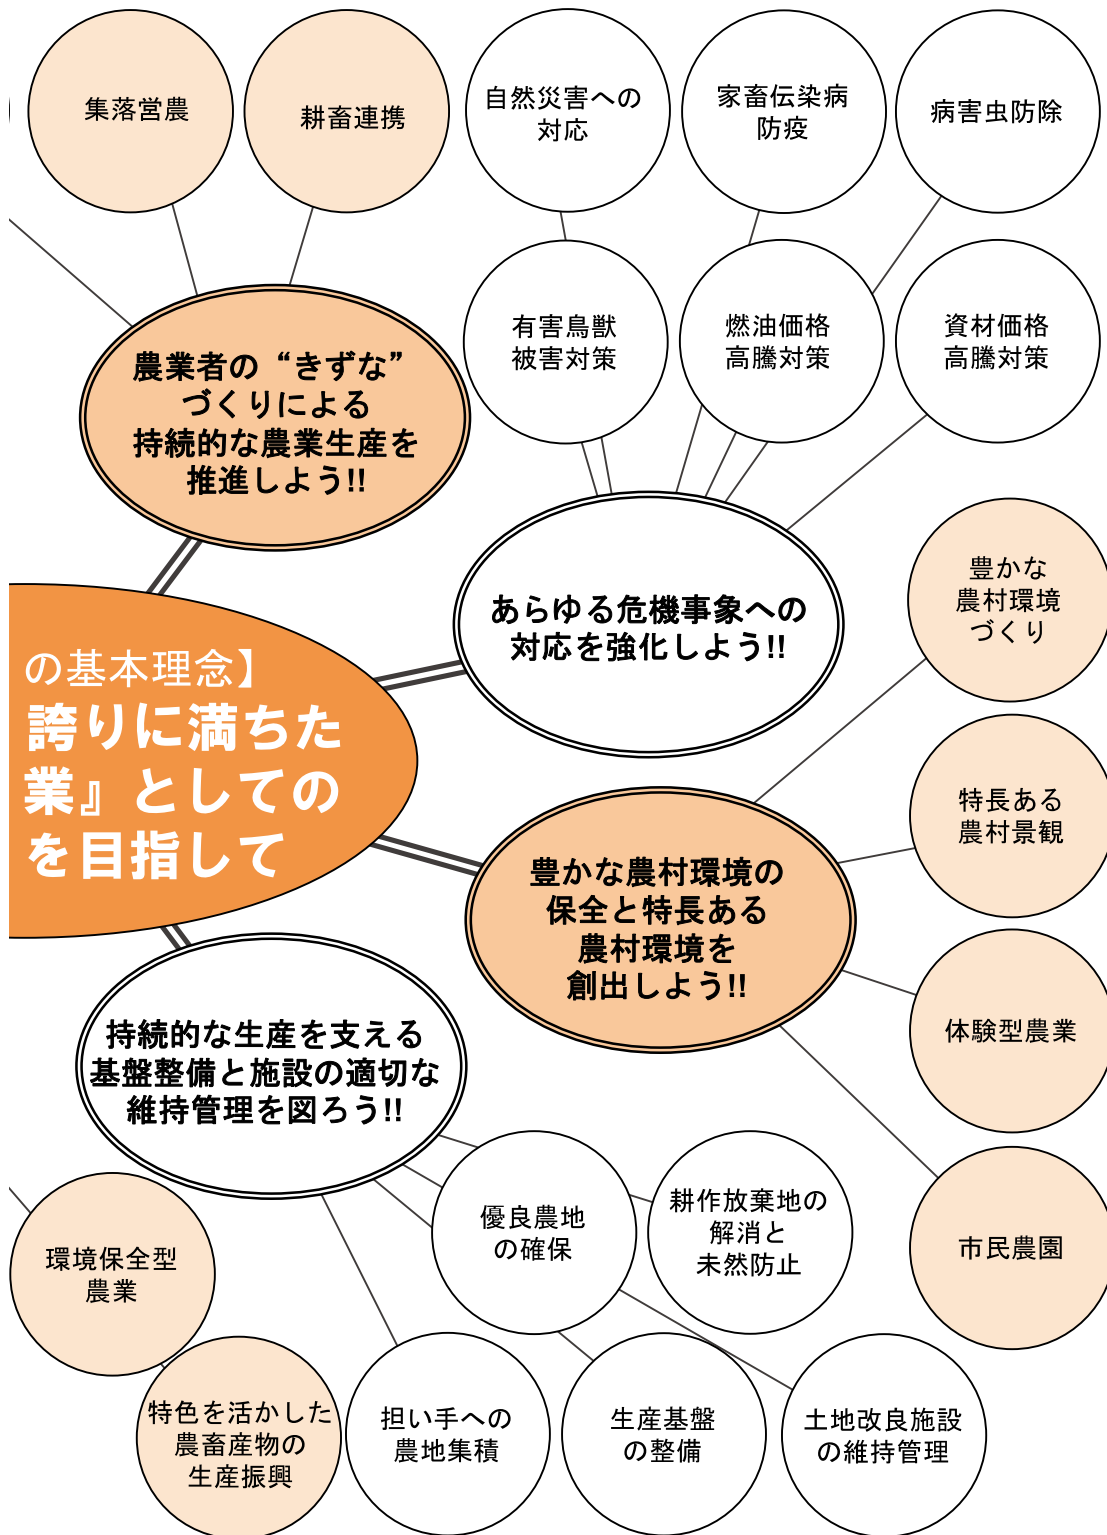 集落営農
耕畜連携
自然災害への
対応
家畜伝染病
防疫
病害虫防除
有害鳥獣
被害対策
燃油価格
高騰対策
資材価格
高騰対策
農業者の“きずな”
づくりによる
持続的な農業生産を
推進しよう!!
あらゆる危機事象への
対応を強化しよう!!
豊かな
農村環境
づくり
の基本理念】
誇りに満ちた
業』としての
を目指して
特長ある
農村景観
豊かな農村環境の
保全と特長ある
農村環境を
創出しよう!!
体験型農業
持続的な生産を支える
基盤整備と施設の適切な
維持管理を図ろう!!
市民農園
優良農地
の確保
耕作放棄地の
解消と
未然防止
環境保全型
農業
特色を活かした
農畜産物の
生産振興
担い手への
農地集積
生産基盤
の整備
土地改良施設
の維持管理